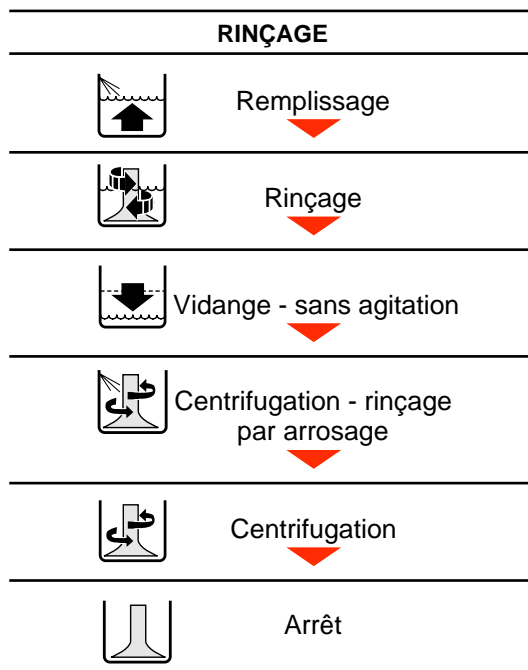 RINÇAGE
Remplissage
Rinçage
Vidange - sans agitation
Centrifugation - rinçage
par arrosage
Centrifugation
Arrêt